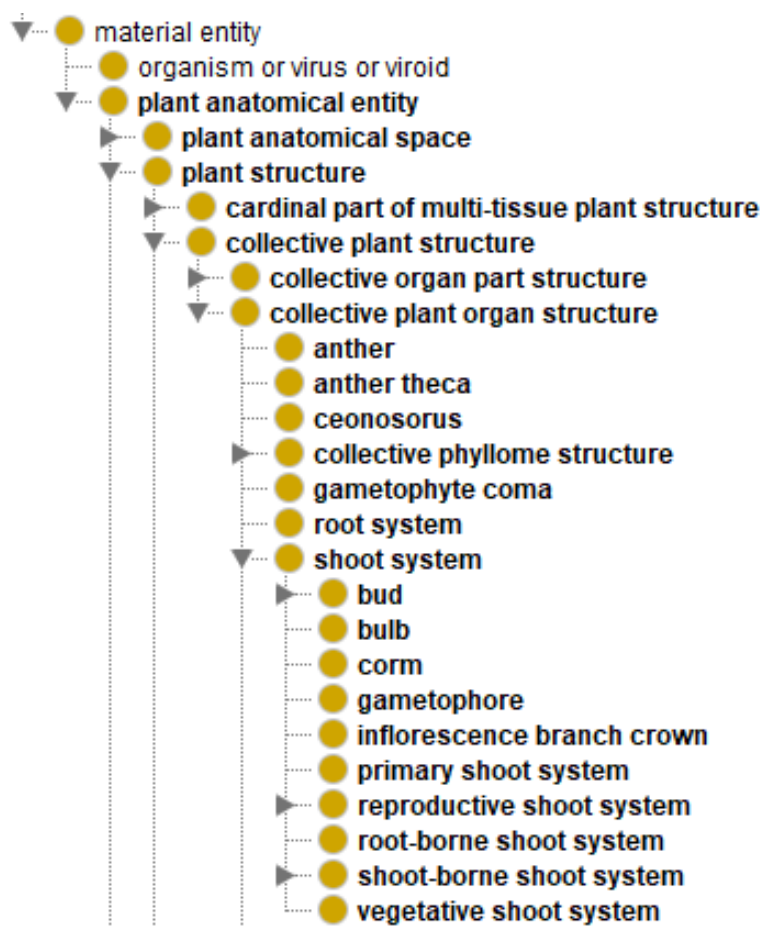 material entity
organism or virus or viroid
plant anatomical entity
plant anatomical space
plant structure
cardinal part of multi-tissue plant structure
collective plant structure
collective organ part structure
collective plant organ structure
anther
anther theca
ceonosorus
collective phyllome structure
gametophyte coma
root system
shoot system
bud
bulb
corm
gametophore
inflorescence branch crown
primary shoot system
reproductive shoot system
root-borne shoot system
shoot-borne shoot system
vegetative shoot system